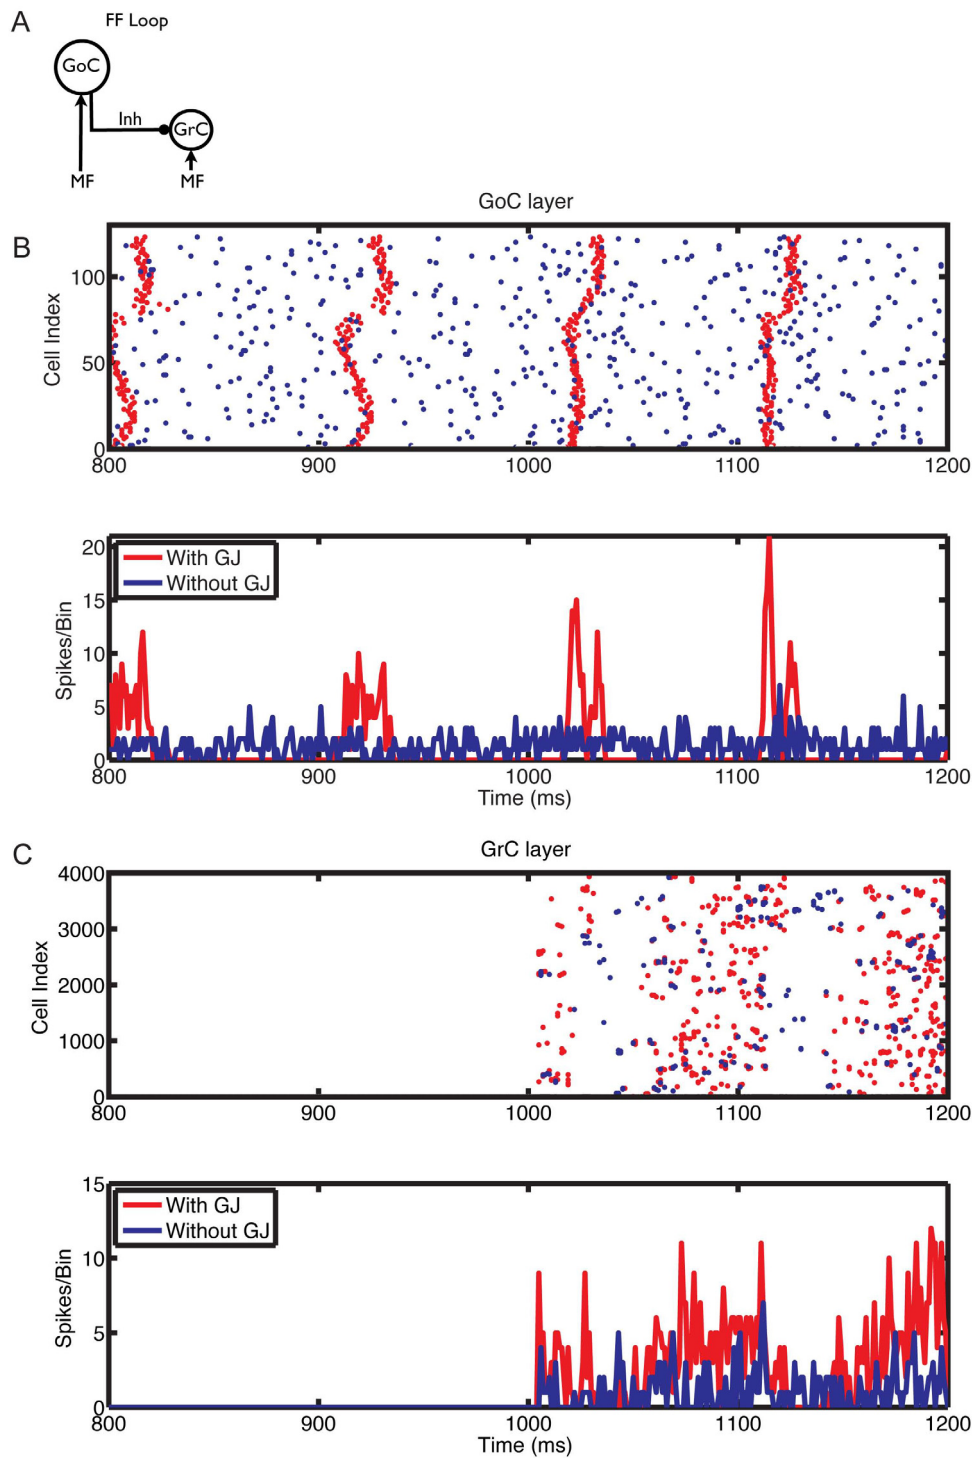 A
FF Loop
GoC
Inh
GrC
MF
MF
GoC layer
B
Cell Index
100
50
0
800
900
1000
1100
1200
Spikes/Bin
20
15
10
5
0
With GJ
Without GJ
800
900
1000
1100
1200
Time (ms)
C
GrC layer
Cell Index
4000
3000
2000
1000
0
800
900
1000
1100
1200
Spikes/Bin
15
10
5
0
With GJ
Without GJ
800
900
1000
1100
1200
Time (ms)